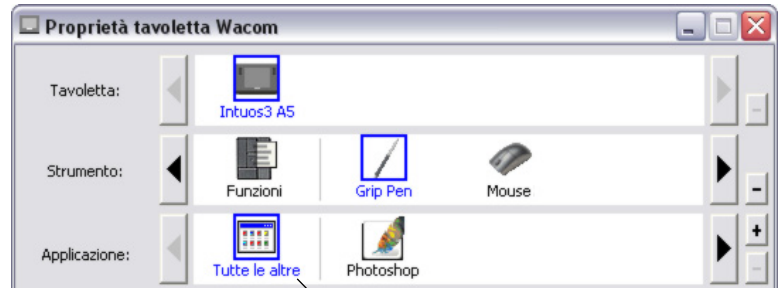 Proprietà tavoletta Wacom
Tavoletta:
Intuos3 A5
Strumento:
Funzioni
Grip Pen
Mouse
Applicazione:
Tutte le altre
Photoshop